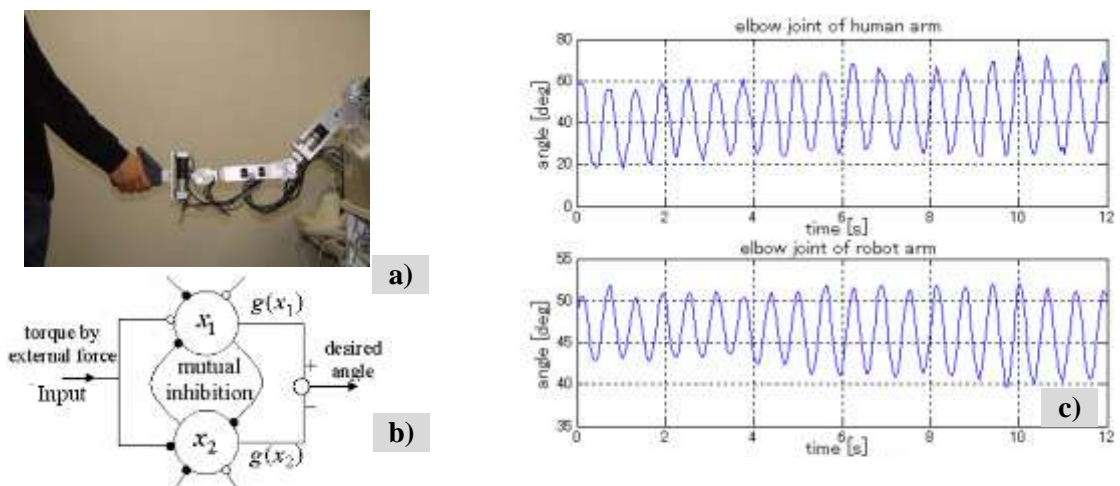 a)
torque by
external force
Input
x₁
g(x₁)
mutual
inhibition
x₂
g(x₂)
+
−
desired
angle
b)
elbow joint of human arm
angle [deg]
80
60
40
20
0
0 2 4 6 8 10 12
time [s]
elbow joint of robot arm
angle [deg]
55
50
45
40
35
0 2 4 6 8 10 12
time [s]
c)